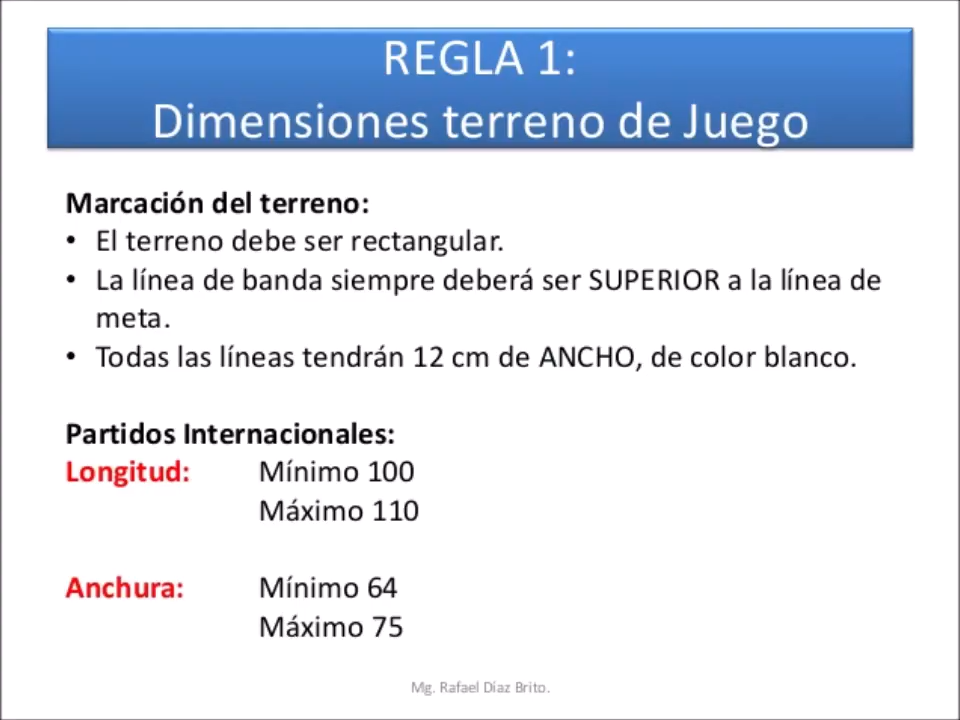 REGLA 1:
Dimensiones terreno de Juego
Marcación del terreno:
• El terreno debe ser rectangular.
• La línea de banda siempre deberá ser SUPERIOR a la línea de
meta.
• Todas las líneas tendrán 12 cm de ANCHO, de color blanco.
Partidos Internacionales:
Longitud: Mínimo 100
Máximo 110
Anchura: Mínimo 64
Máximo 75
Mg. Rafael Díaz Brito.